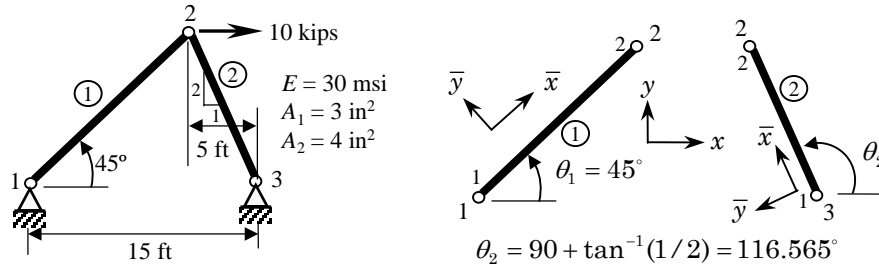 2
10 kips
1
2
2
1
5 ft
E = 30 msi
A₁ = 3 in²
A₂ = 4 in²
45º
1
3
15 ft
2
2
ȳ
x̄
1
y
x
θ₁ = 45°
1
1
2
2
2
x̄
ȳ
θ₂
1
3
θ₂ = 90 + tan⁻¹(1/2) = 116.565°